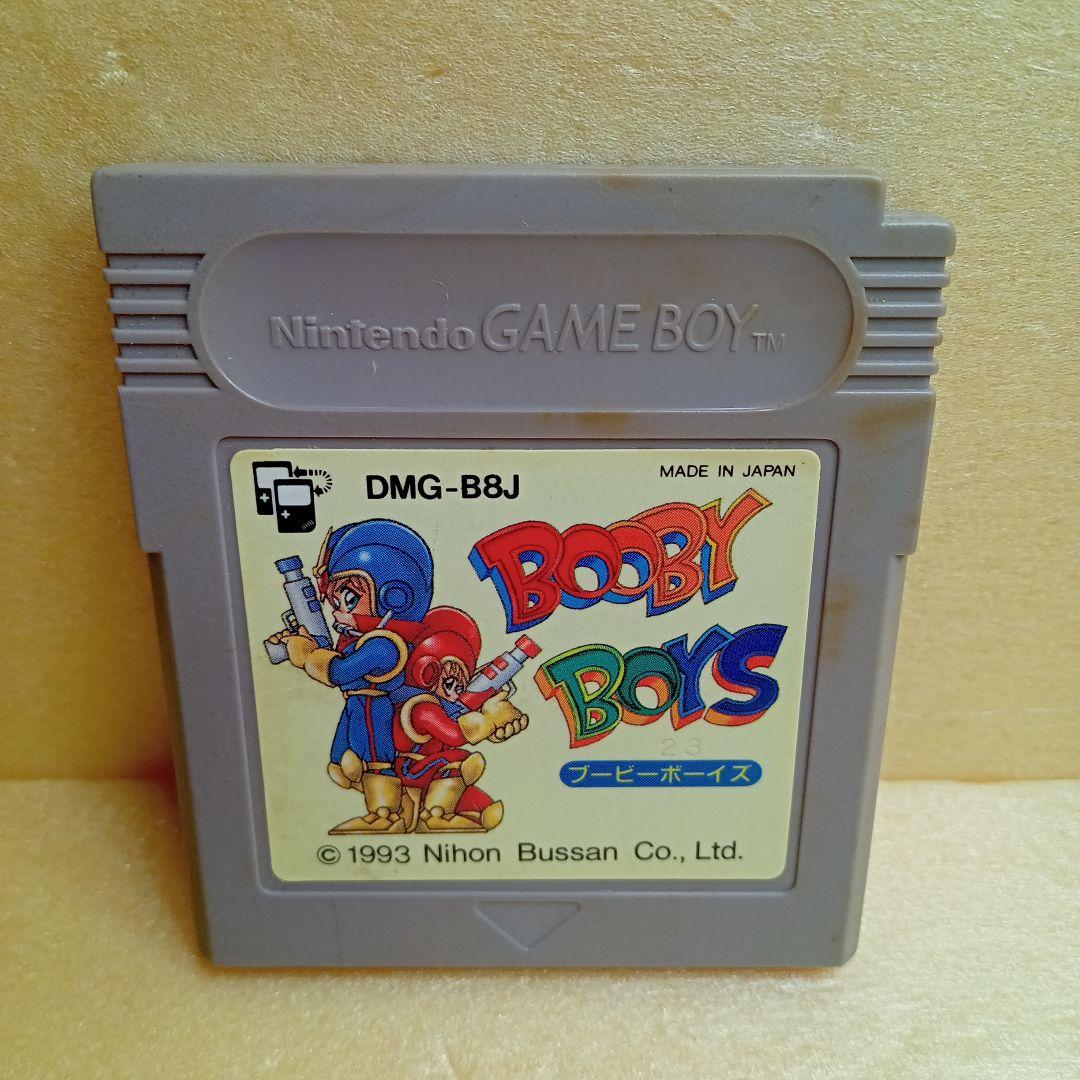 Nintendo GAME BOY TM
DMG-B8J
MADE IN JAPAN
BOOBY
BOYS
23
ブービーボーイズ
© 1993 Nihon Bussan Co., Ltd.